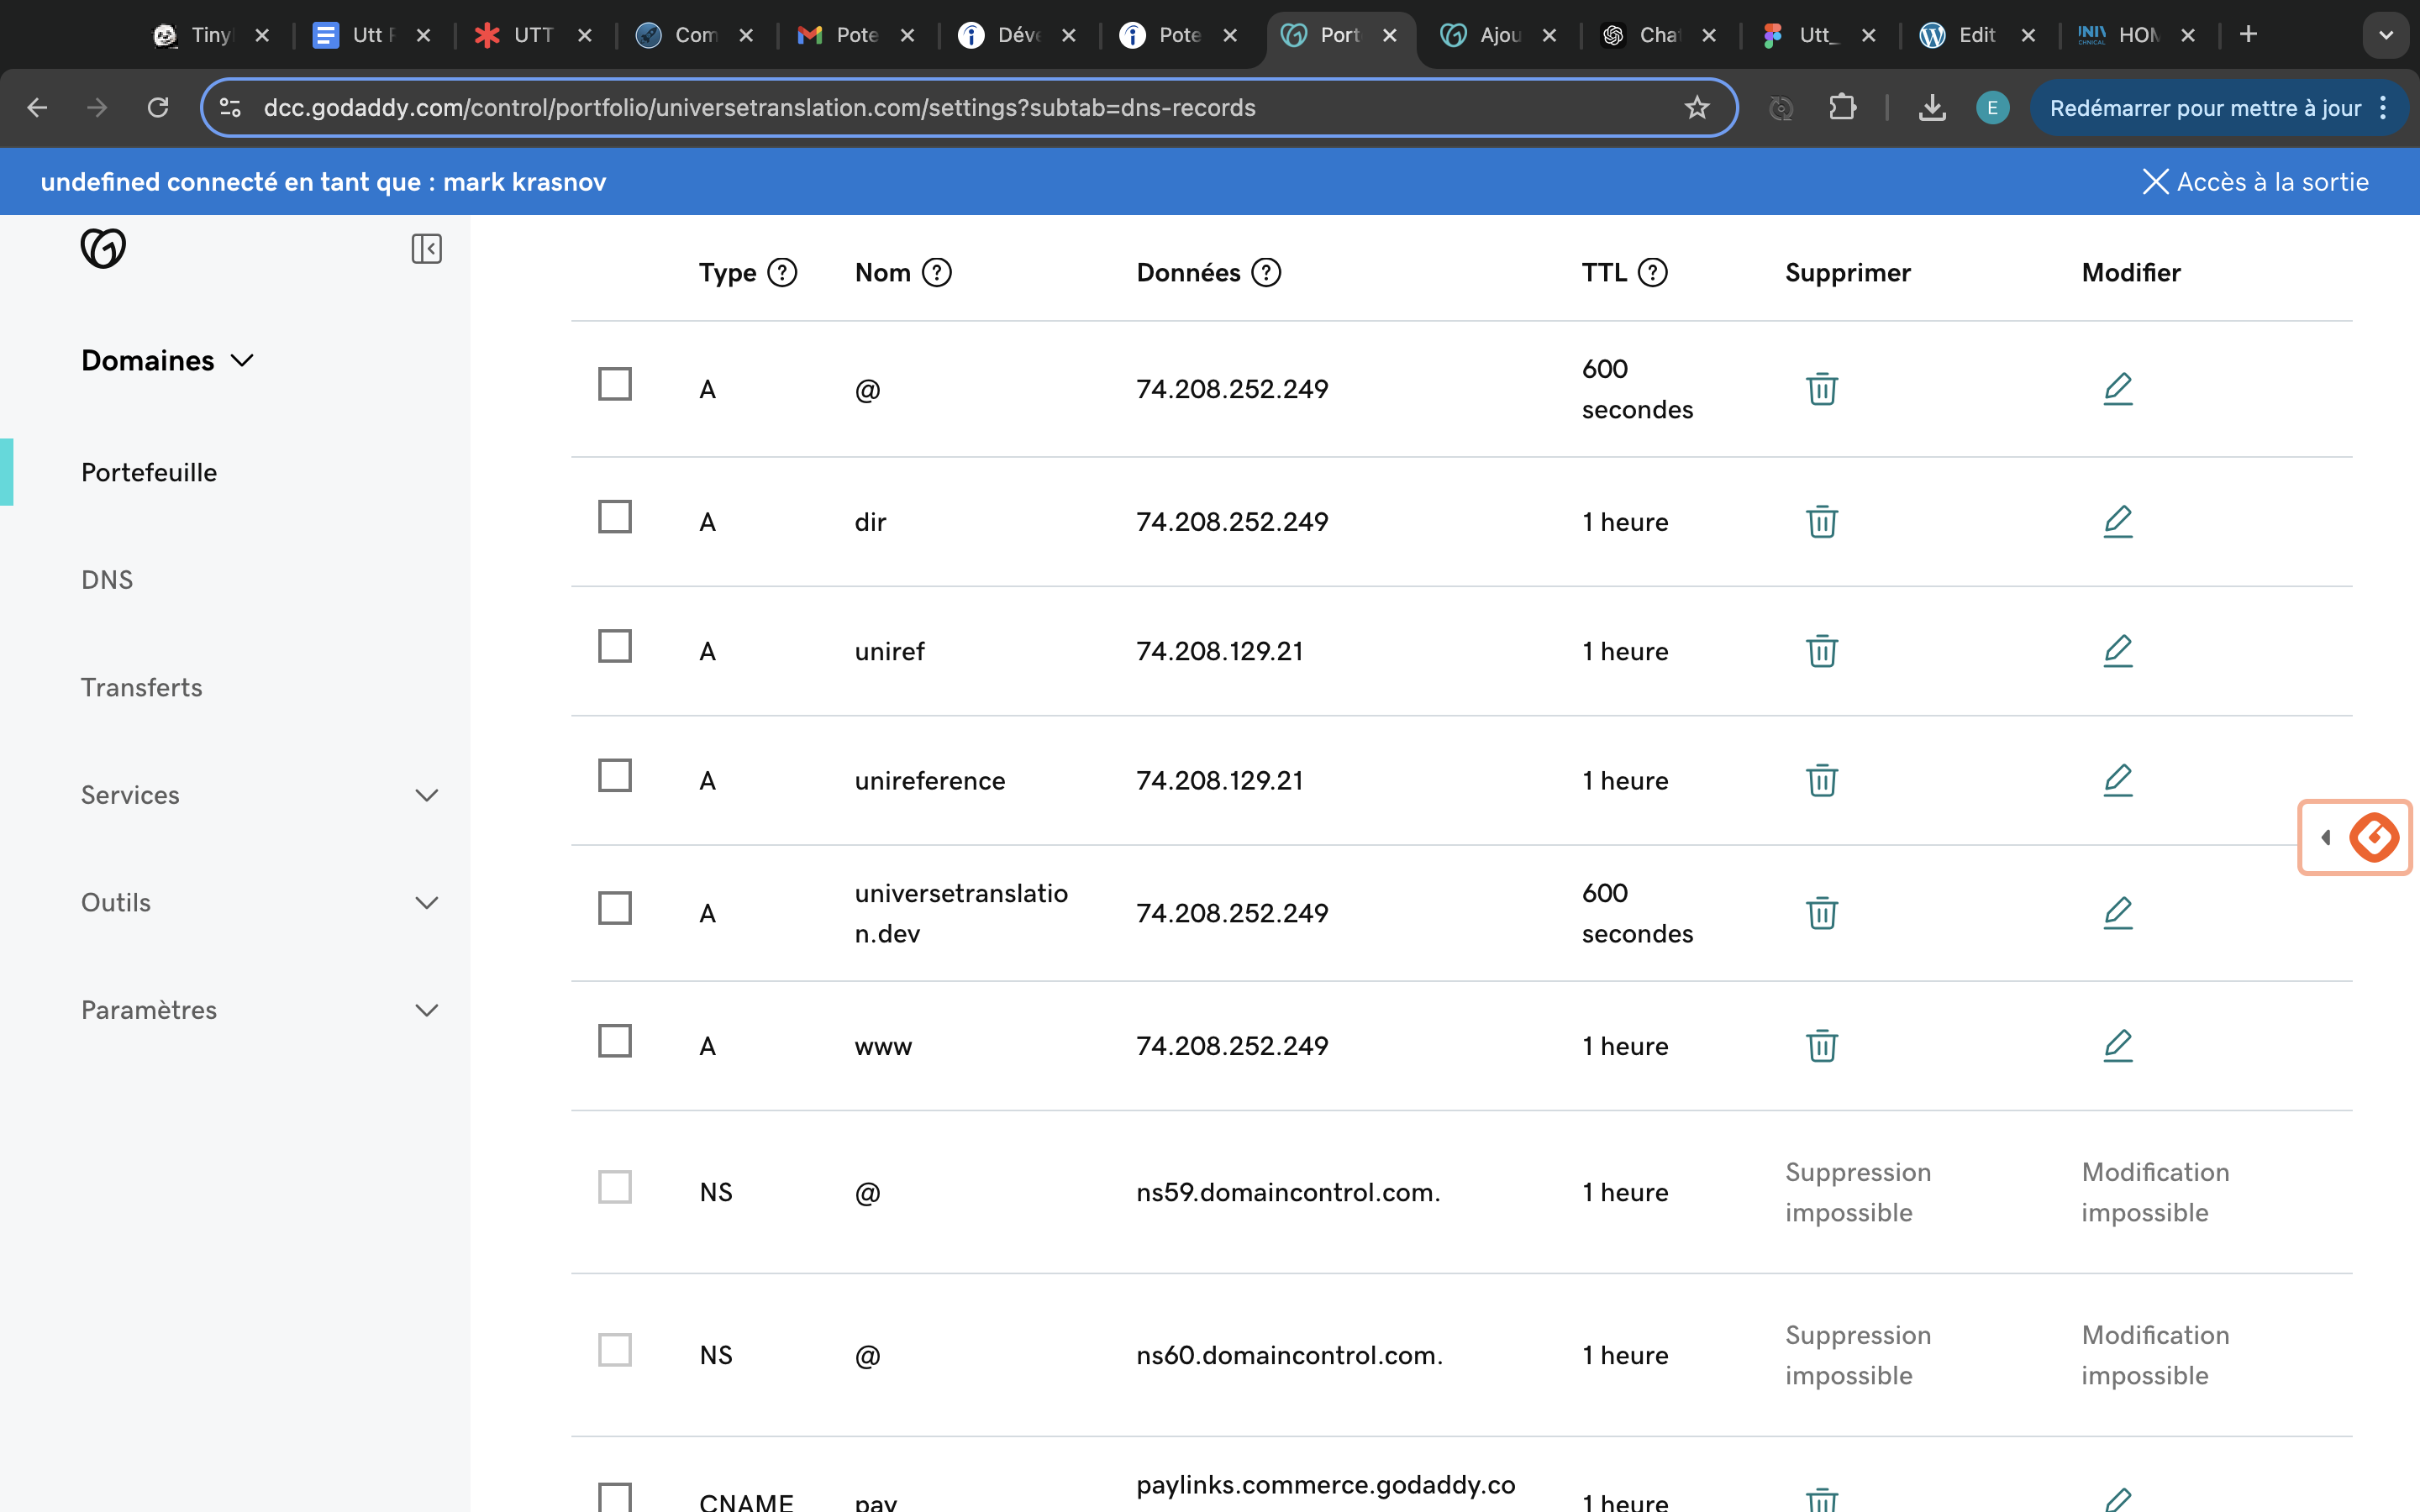 Tiny
Utt
UTT
Com
Pote
Dév
Pote
Port
Ajou
Cha
Utt_
Edit
HOM
dcc.godaddy.com/control/portfolio/universetranslation.com/settings?subtab=dns-records
E
Redémarrer pour mettre à jour
undefined connecté en tant que : mark krasnov
Accès à la sortie
Domaines
Portefeuille
DNS
Transferts
Services
Outils
Paramètres
Type ? Nom ? Données ? TTL ? Supprimer Modifier
A @ 74.208.252.249 600
secondes
A dir 74.208.252.249 1 heure
A uniref 74.208.129.21 1 heure
A unireference 74.208.129.21 1 heure
A universetranslatio 74.208.252.249 600
n.dev secondes
A www 74.208.252.249 1 heure
NS @ ns59.domaincontrol.com. 1 heure Suppression Modification
impossible impossible
NS @ ns60.domaincontrol.com. 1 heure Suppression Modification
impossible impossible
paylinks.commerce.godaddy.co
CNAME pay 1 heure